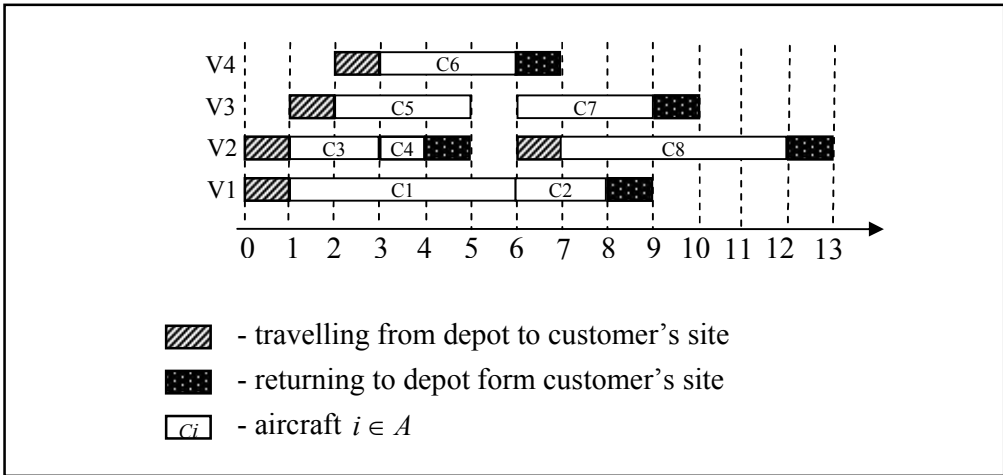 V4 C6
V3 C5 C7
V2 C3 C4 C8
V1 C1 C2
0 1 2 3 4 5 6 7 8 9 10 11 12 13
- travelling from depot to customer’s site
- returning to depot form customer’s site
Ci - aircraft i ∈ A